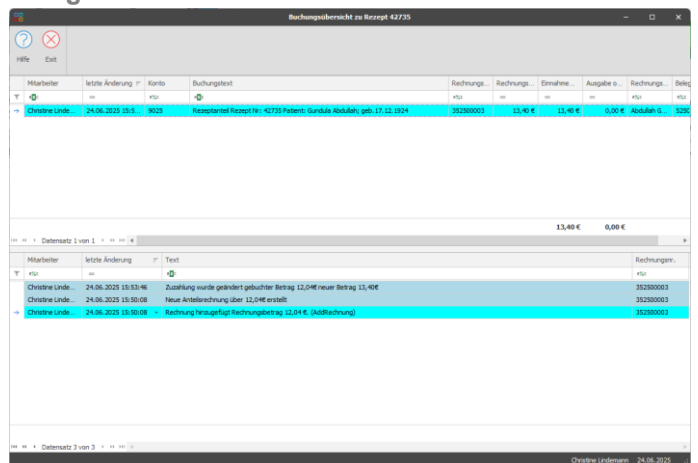 Buchungsübersicht zu Rezept 42735
Hilfe Exit
Mitarbeiter letzte Änderung Konto Buchungstext Rechnungs... Rechnungs... Einnahme... Ausgabe o... Rechnungs... Beleg
Christine Linde... 24.06.2025 15:5... 9025 Rezeptanteil Rezept Nr: 42735 Patient: Gundula Abdullah; geb. 17.12.1924 352500003 13,40 € 13,40 € 0,00 € Abdullah G...
13,40 € 0,00 €
Datensatz 1 von 1
Mitarbeiter letzte Änderung Text Rechnungsnr.
Christine Linde... 24.06.2025 15:53:46 Zuzahlung wurde geändert gebuchter Betrag 12,04€ neuer Betrag 13,40€ 352500003
Christine Linde... 24.06.2025 15:50:08 Neue Anteilsrechnung über 12,04€ erstellt 352500003
Christine Linde... 24.06.2025 15:50:08 Rechnung hinzugefügt Rechnungsbetrag 12,04 €. (AddRechnung) 352500003
Datensatz 3 von 3
Christine Lindemann 24.06.2025